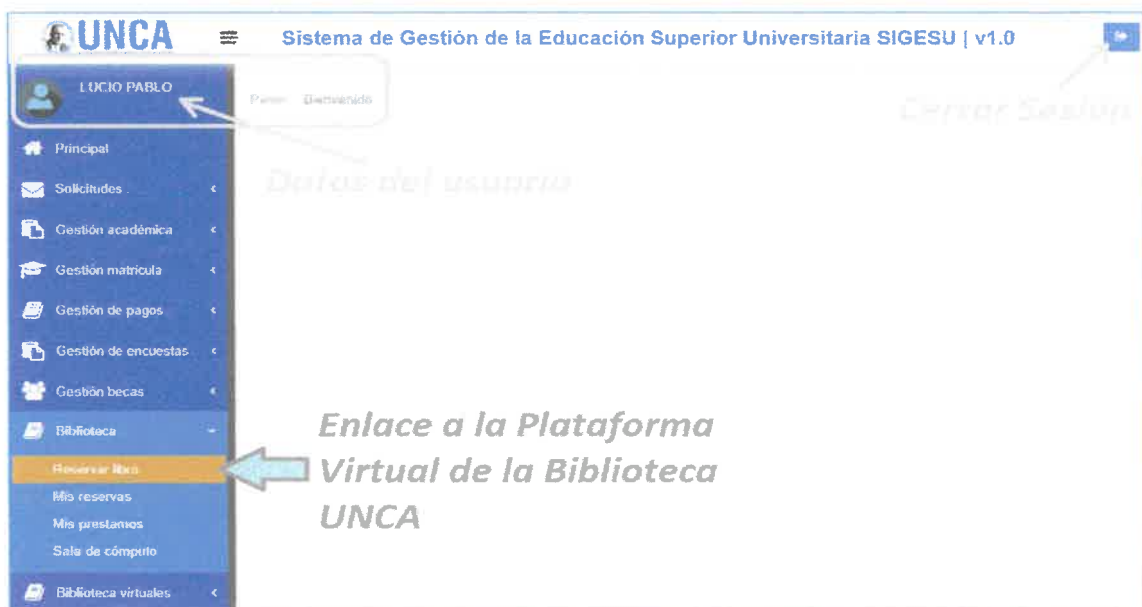 UNCA
Sistema de Gestión de la Educación Superior Universitaria SIGESU | v1.0
LUCIO PABLO
Bienvenido
Cerrar Sesión
Principal
Datos del usuario
Solicitudes
Gestión académica
Gestión matrícula
Gestión de pagos
Gestión de encuestas
Gestión becas
Biblioteca
Enlace a la Plataforma
Virtual de la Biblioteca
UNCA
Reservar libro
Mis reservas
Mis prestamos
Sala de cómputo
Biblioteca virtuales